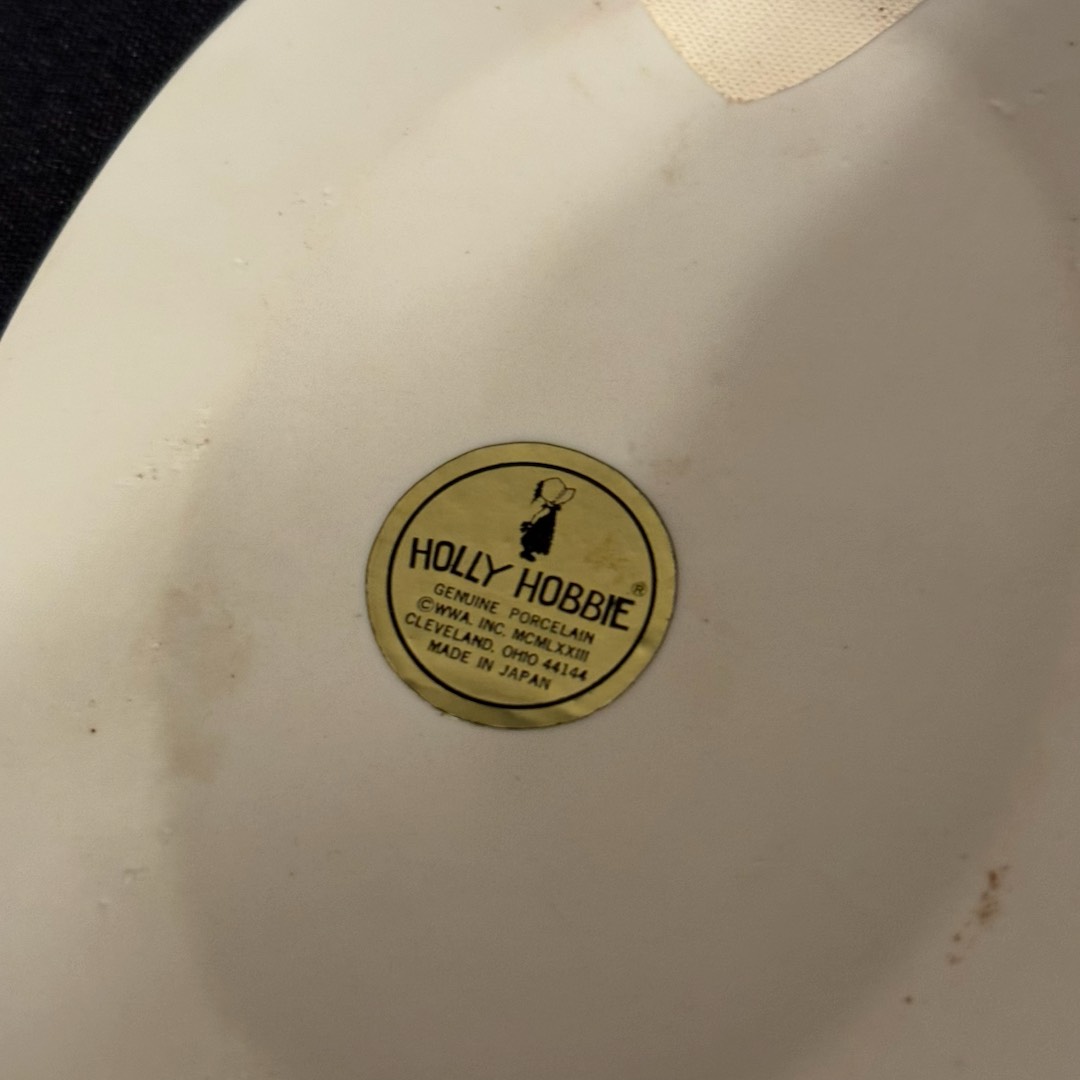 HOLLY HOBBIE®
GENUINE PORCELAIN
©WWA. INC. MCMLXXIII
CLEVELAND, OHIO 44144
MADE IN JAPAN